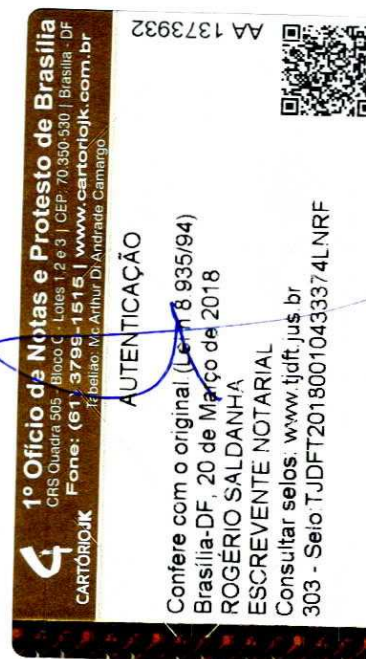 1º Ofício de Notas e Protesto de Brasília
CRS Quadra 505 - Bloco C - Lotes 1,2 e 3 | CEP: 70.350-530 | Brasília - DF
Fone: (61) 3799-1515 | www.cartoriojk.com.br
Tabelião: Mc Arthur Di Andrade Camargo
CARTÓRIOJK
AUTENTICAÇÃO
AA 1373932
Confere com o original (Lei n 8.935/94)
Brasília-DF, 20 de Março de 2018
ROGÉRIO SALDANHA
ESCREVENTE NOTARIAL
Consultar selos: www.tjdft.jus.br
303 - Selo: TJDFT20180010433374LNRF